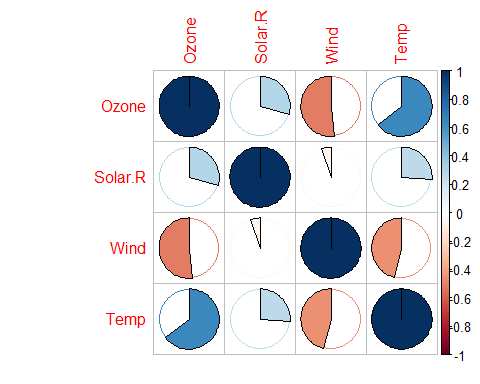 Ozone
Solar.R
Wind
Temp
Ozone
Solar.R
Wind
Temp
1
0.8
0.6
0.4
0.2
0
-0.2
-0.4
-0.6
-0.8
-1